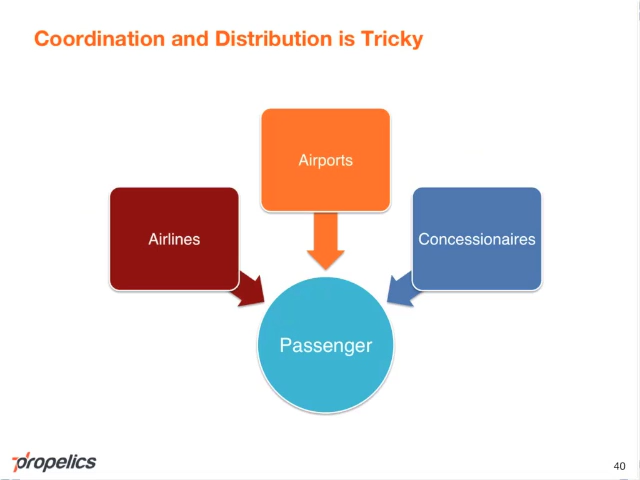 Coordination and Distribution is Tricky
Airports
Airlines
Concessionaires
Passenger
propelics
40